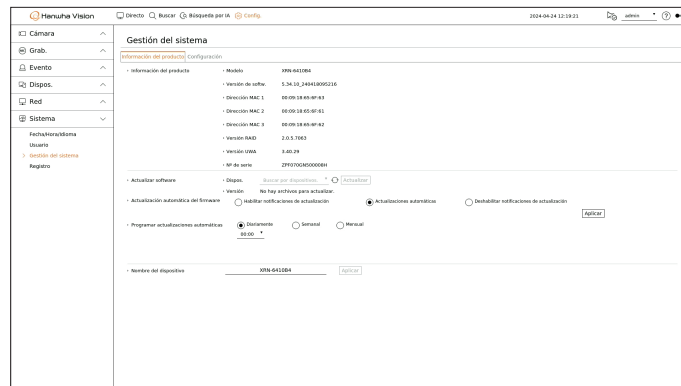 Hanwha Vision
Directo Buscar Búsqueda por IA Config.
2024-04-24 12:19:21 admin
Cámara
Grab.
Evento
Dispos.
Red
Sistema
Fecha/Hora/Idioma
Usuario
Gestión del sistema
Registro
Gestión del sistema
Información del producto Configuración
Información del producto
Modelo XRN-6410B4
Versión de softw. 5.34.10_240418095216
Dirección MAC 1 00:09:18:65:6F:63
Dirección MAC 2 00:09:18:65:6F:61
Dirección MAC 3 00:09:18:65:6F:62
Versión RAID 2.0.5.7063
Versión UWA 3.40.29
Nº de serie ZPF070GN500008H
Actualizar software Dispos. Buscar por dispositivos Actualizar
Versión No hay archivos para actualizar.
Actualización automática del firmware Habilitar notificaciones de actualización Actualizaciones automáticas Deshabilitar notificaciones de actualización
Aplicar
Programar actualizaciones automáticas Diariamente Semanal Mensual
00:00
Nombre del dispositivo XRN-6410B4 Aplicar